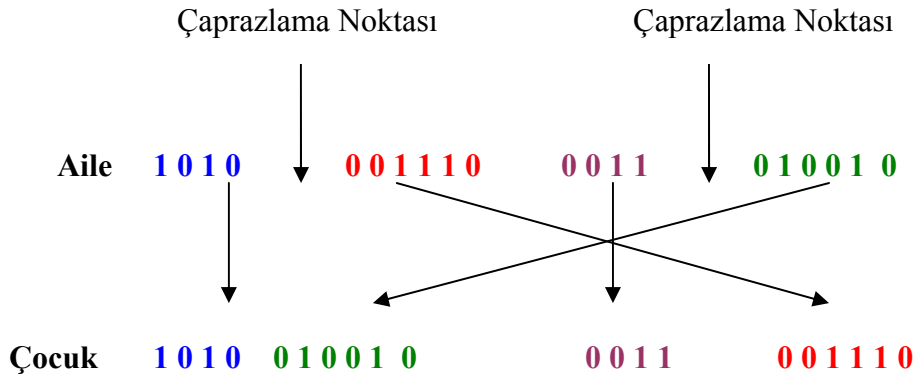 Çaprazlama Noktası Çaprazlama Noktası
Aile 1 0 1 0 0 0 1 1 1 0 0 0 1 1 0 1 0 0 1 0
Çocuk 1 0 1 0 0 1 0 0 1 0 0 0 1 1 0 0 1 1 1 0